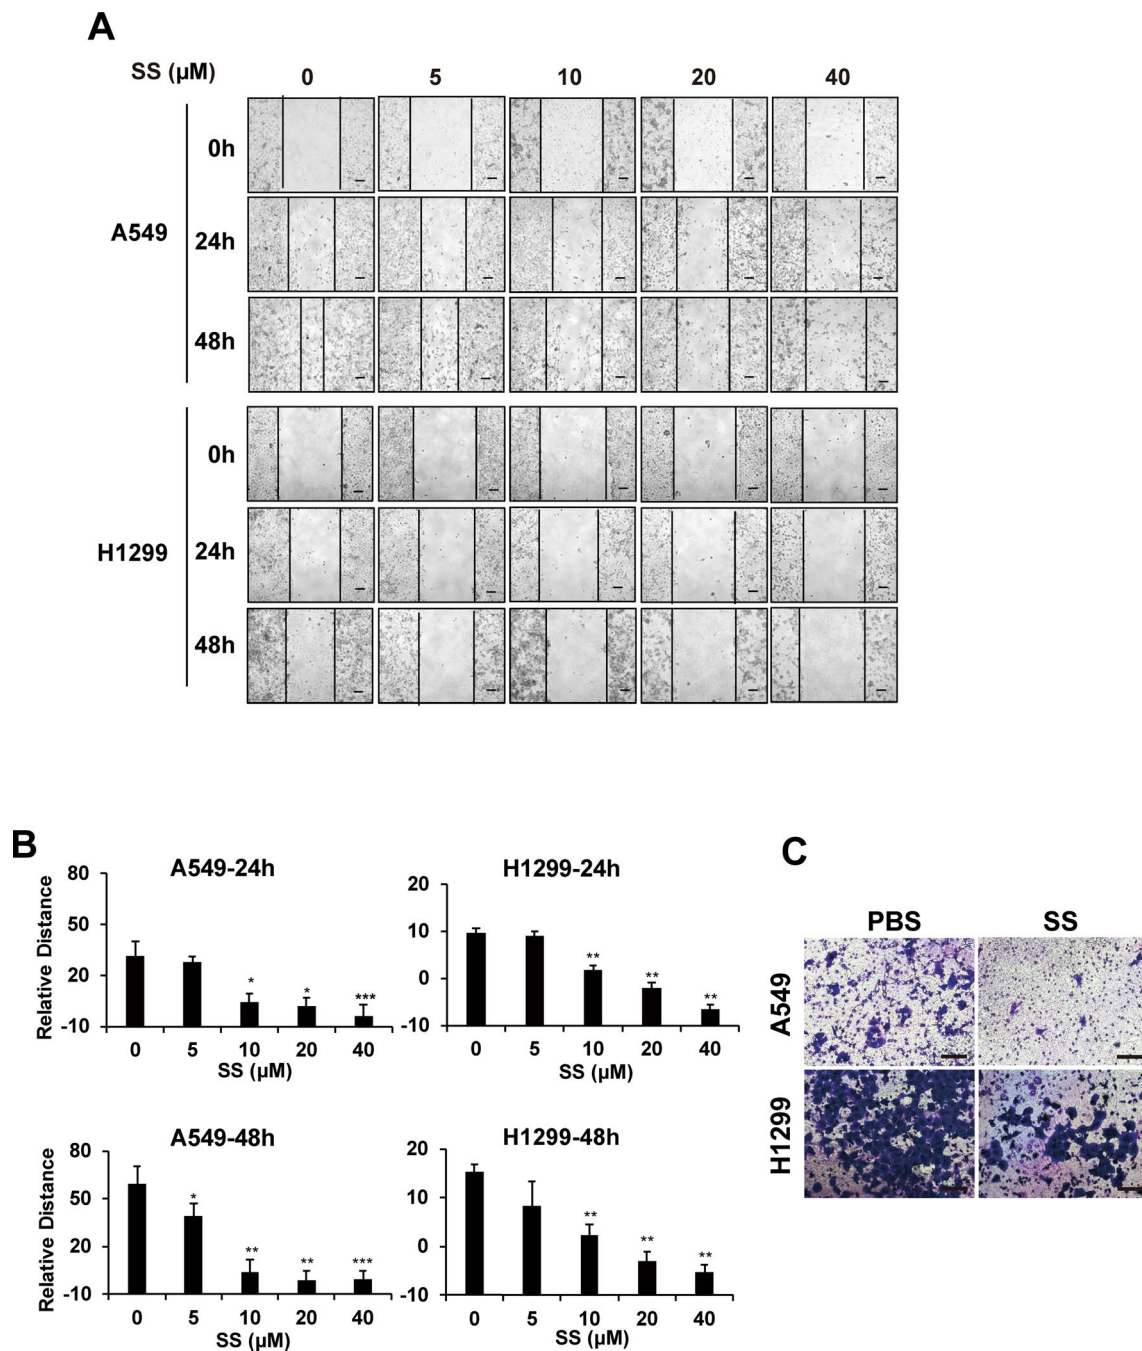 A
SS (µM) 0 5 10 20 40
0h
A549 24h
48h
0h
H1299 24h
48h
B
A549-24h
Relative Distance
80
50
20
-10
* * ***
0 5 10 20 40
SS (µM)
H1299-24h
20
10
0
-10
** ** **
0 5 10 20 40
SS (µM)
A549-48h
Relative Distance
80
50
20
-10
* ** ** ***
0 5 10 20 40
SS (µM)
H1299-48h
20
10
0
-10
** ** **
0 5 10 20 40
SS (µM)
C
PBS SS
A549
H1299